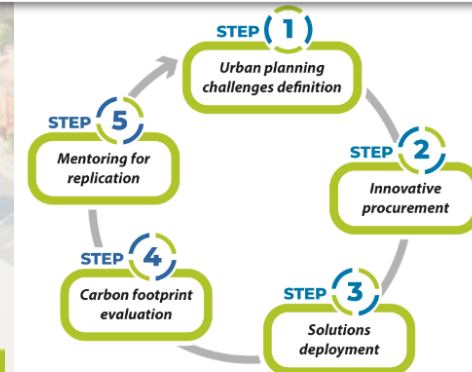 STEP 1
Urban planning
challenges definition
STEP 2
Innovative
procurement
STEP 3
Solutions
deployment
STEP 4
Carbon footprint
evaluation
STEP 5
Mentoring for
replication